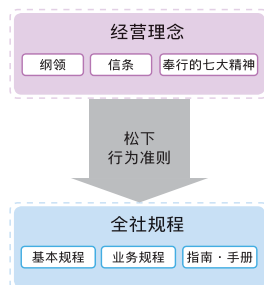 经营理念
纲领 信条 奉行的七大精神
松下
行为准则
全社规程
基本规程 业务规程 指南·手册